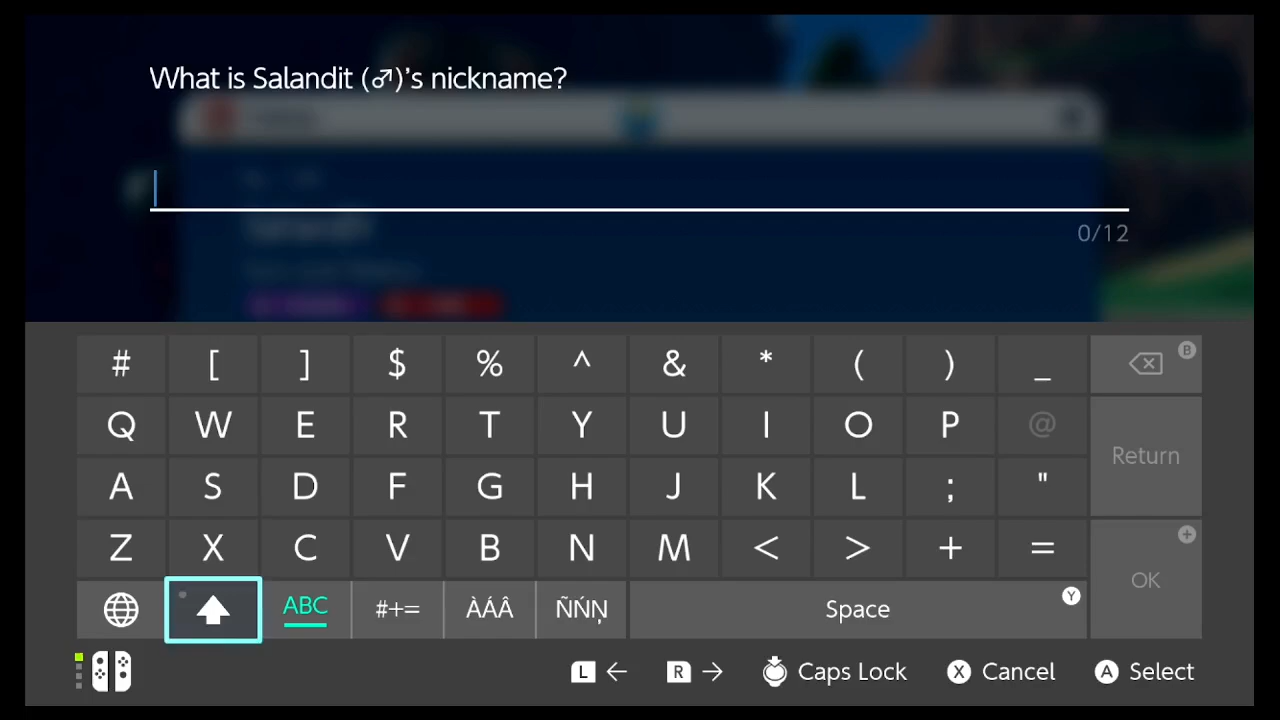 What is Salandit (♂)'s nickname?
0/12
# [ ] $ % ^ & * ( ) _ B
Q W E R T Y U I O P @ Return
A S D F G H J K L ; "
Z X C V B N M < > + = + OK
ABC #+= ÀÁÂ ÑŃŅ Space Y
L ← R → Caps Lock X Cancel A Select